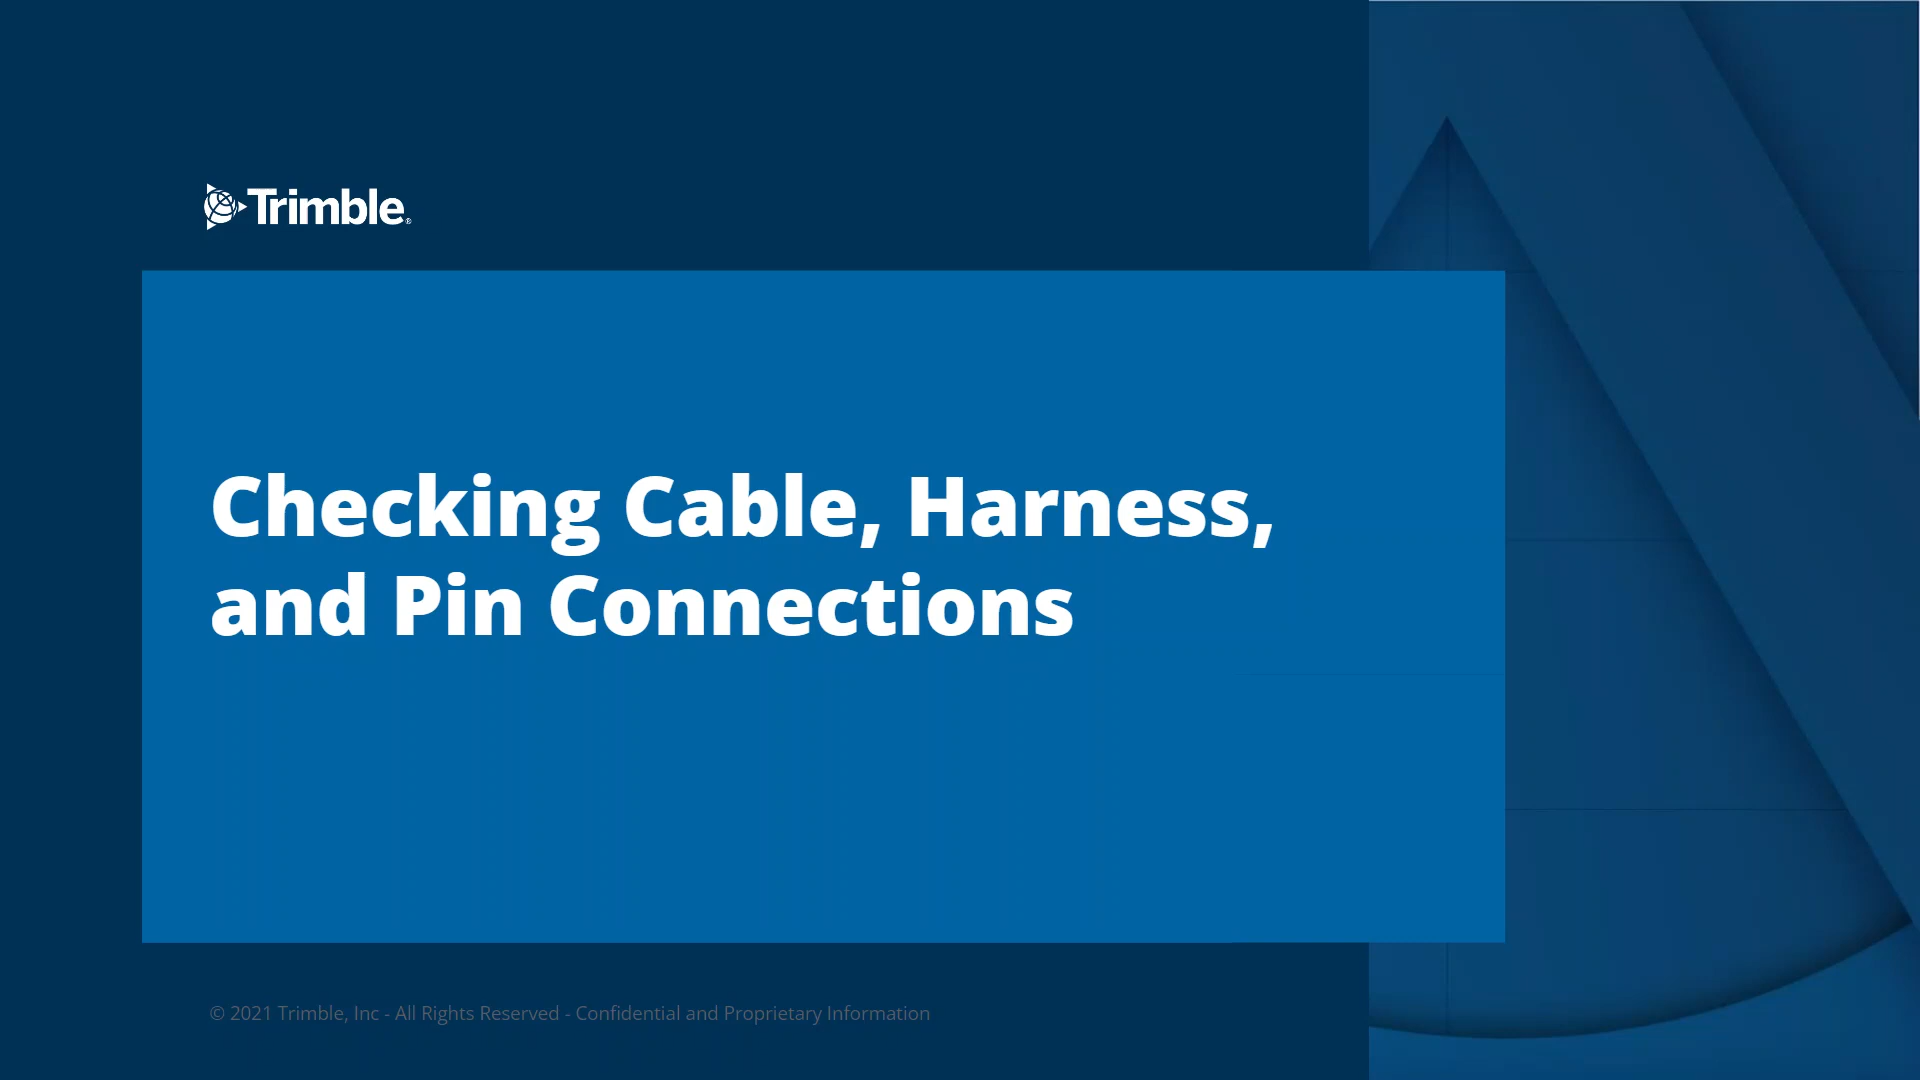 Trimble®
Checking Cable, Harness,
and Pin Connections
© 2021 Trimble, Inc - All Rights Reserved - Confidential and Proprietary Information